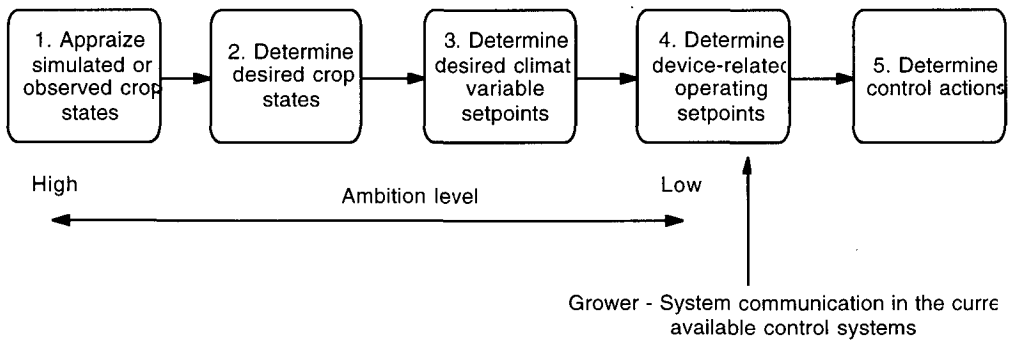 1. Appraize
simulated or
observed crop
states
2. Determine
desired crop
states
3. Determine
desired climat
variable
setpoints
4. Determine
device-relatec
operating
setpoints
5. Determine
control actions
High
Ambition level
Low
Grower - System communication in the curre
available control systems